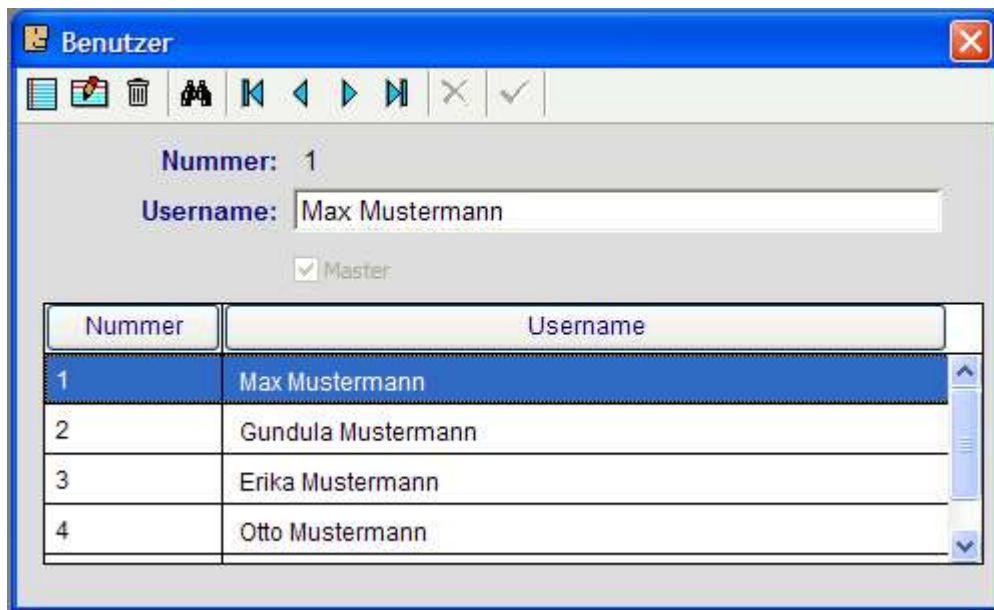 Benutzer
Nummer: 1
Username: Max Mustermann
Master
Nummer Username
1 Max Mustermann
2 Gundula Mustermann
3 Erika Mustermann
4 Otto Mustermann